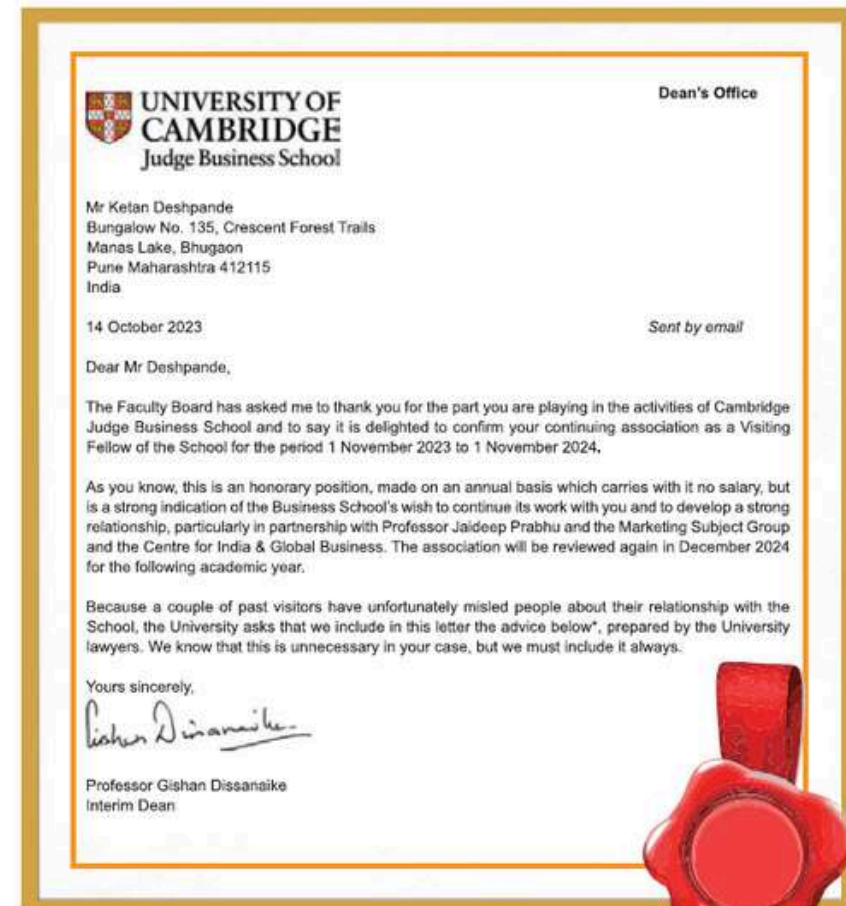 Dean's Office
UNIVERSITY OF
CAMBRIDGE
Judge Business School
Mr Ketan Deshpande
Bungalow No. 135, Crescent Forest Trails
Manas Lake, Bhugaon
Pune Maharashtra 412115
India
14 October 2023
Sent by email
Dear Mr Deshpande,
The Faculty Board has asked me to thank you for the part you are playing in the activities of Cambridge
Judge Business School and to say it is delighted to confirm your continuing association as a Visiting
Fellow of the School for the period 1 November 2023 to 1 November 2024.
As you know, this is an honorary position, made on an annual basis which carries with it no salary, but
is a strong indication of the Business School's wish to continue its work with you and to develop a strong
relationship, particularly in partnership with Professor Jaideep Prabhu and the Marketing Subject Group
and the Centre for India & Global Business. The association will be reviewed again in December 2024
for the following academic year.
Because a couple of past visitors have unfortunately misled people about their relationship with the
School, the University asks that we include in this letter the advice below*, prepared by the University
lawyers. We know that this is unnecessary in your case, but we must include it always.
Yours sincerely,
Gishan Dissanaike
Professor Gishan Dissanaike
Interim Dean